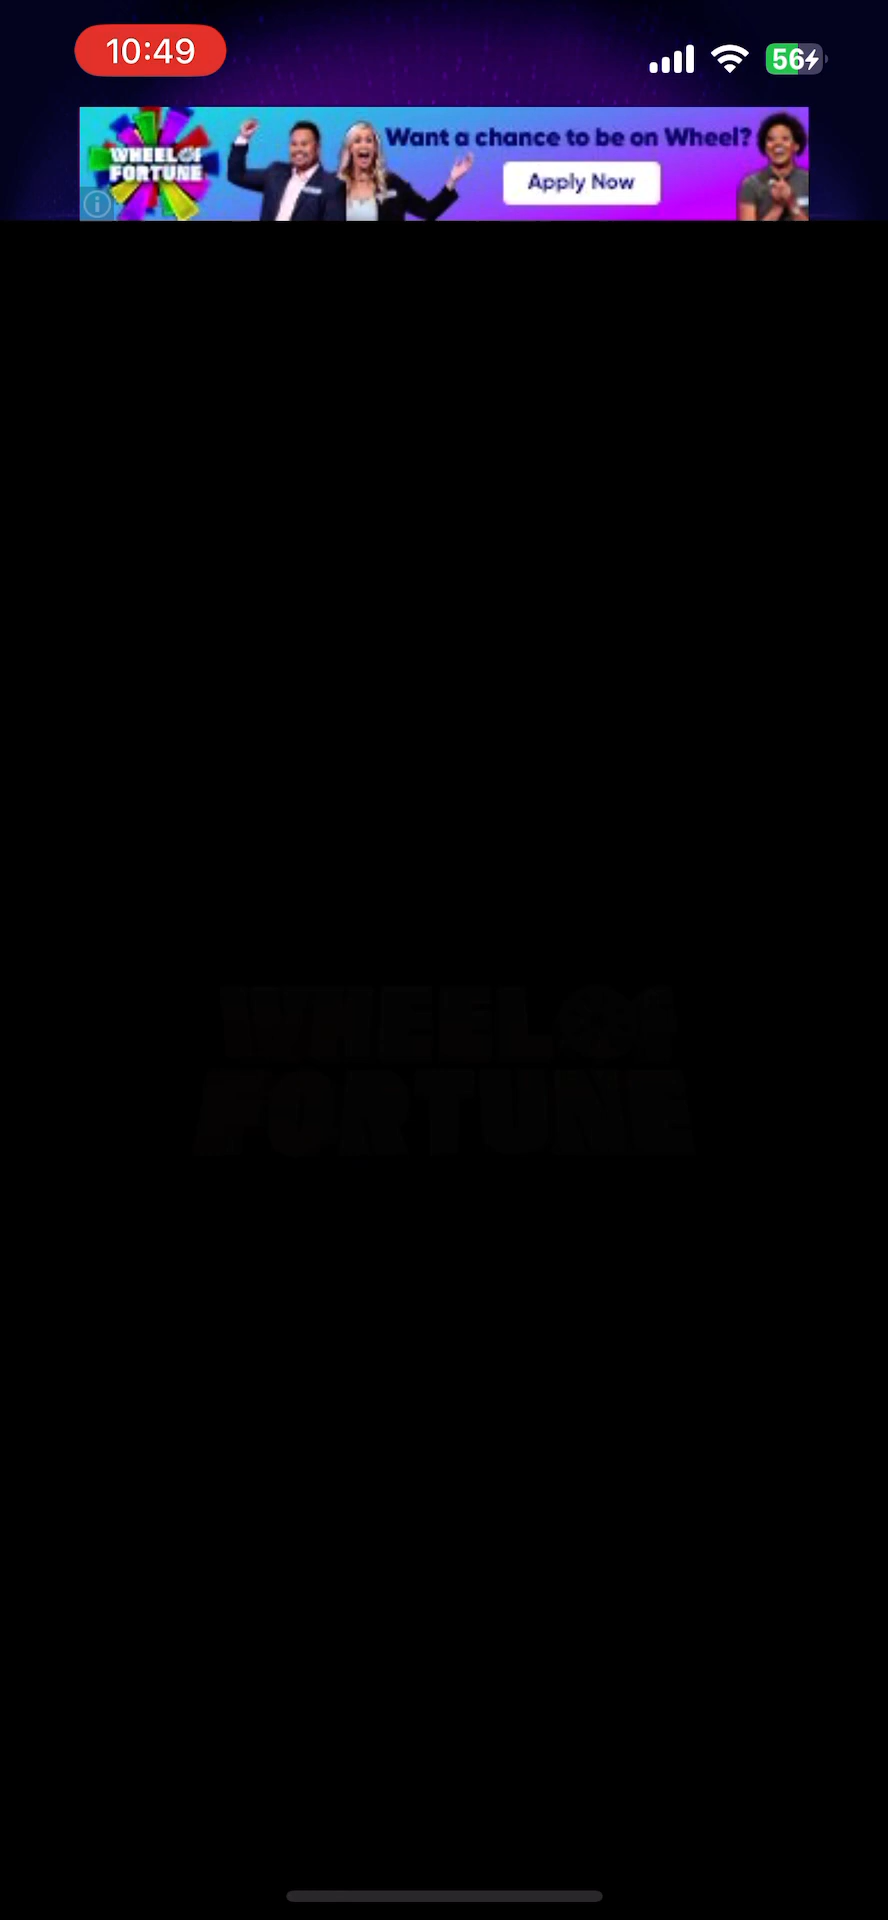 10:49
56
WHEEL OF
FORTUNE
Want a chance to be on Wheel?
Apply Now
WHEEL OF
FORTUNE